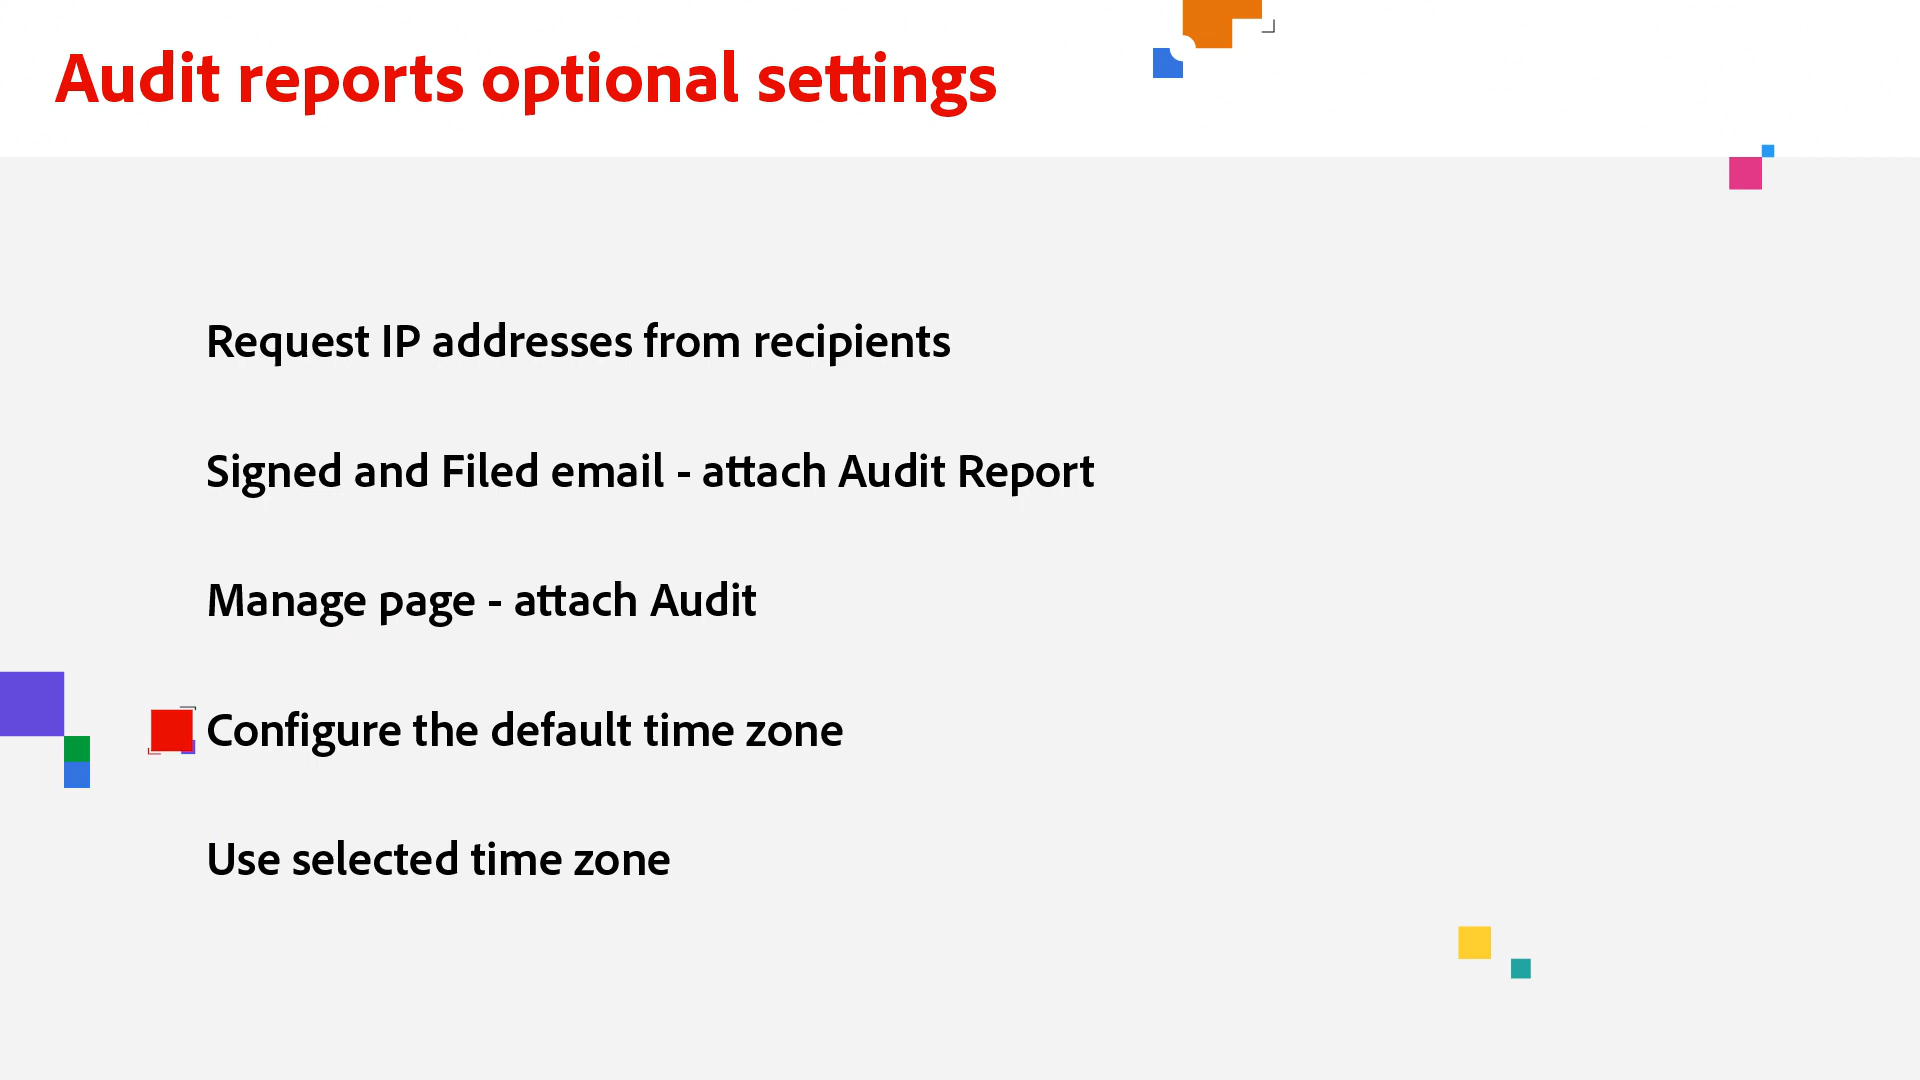 Audit reports optional settings
Request IP addresses from recipients
Signed and Filed email - attach Audit Report
Manage page - attach Audit
Configure the default time zone
Use selected time zone